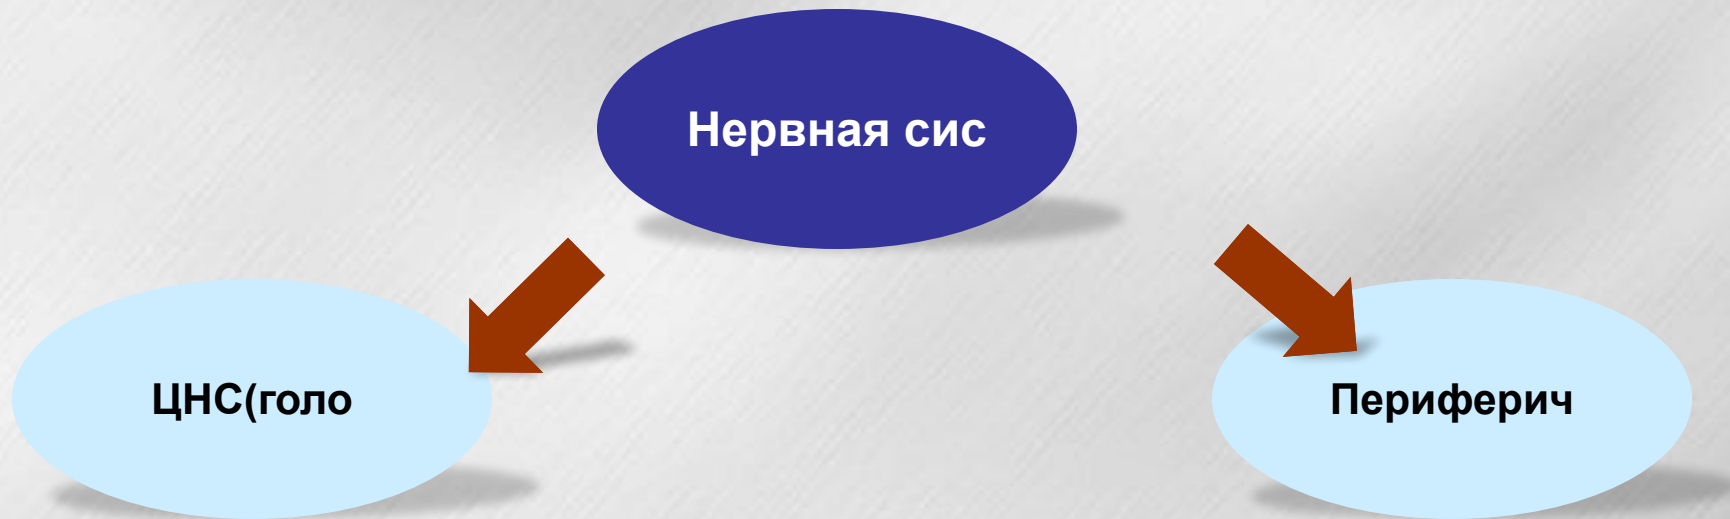 Нервная сис
ЦНС(голо
Периферич